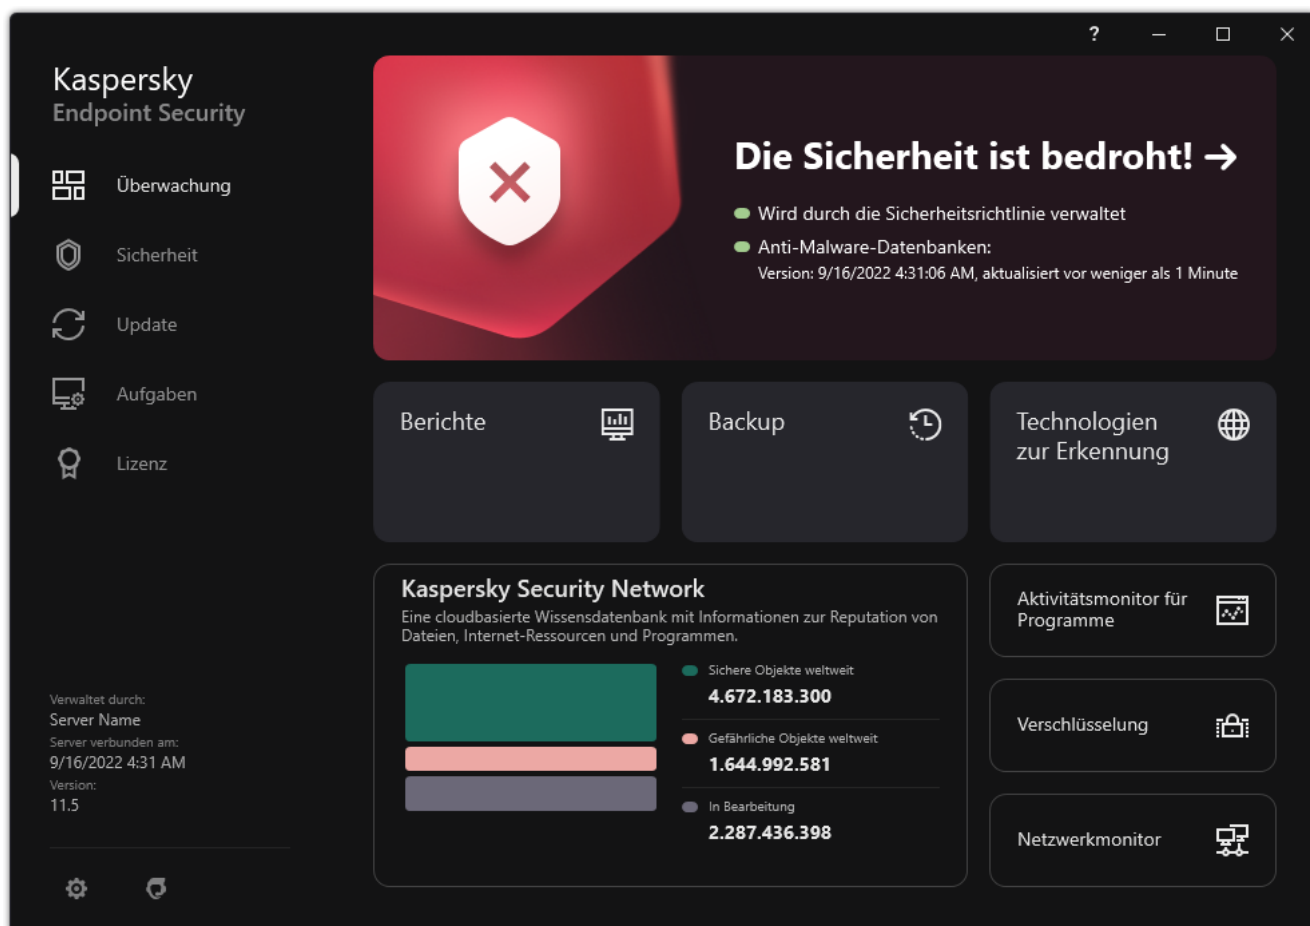 ?
Kaspersky
Endpoint Security
Überwachung
Sicherheit
Update
Aufgaben
Lizenz
Verwaltet durch:
Server Name
Server verbunden am:
9/16/2022 4:31 AM
Version:
11.5
Die Sicherheit ist bedroht!
Wird durch die Sicherheitsrichtlinie verwaltet
Anti-Malware-Datenbanken:
Version: 9/16/2022 4:31:06 AM, aktualisiert vor weniger als 1 Minute
Berichte
Backup
Technologien
zur Erkennung
Kaspersky Security Network
Eine cloudbasierte Wissensdatenbank mit Informationen zur Reputation von
Dateien, Internet-Ressourcen und Programmen.
Sichere Objekte weltweit
4.672.183.300
Gefährliche Objekte weltweit
1.644.992.581
In Bearbeitung
2.287.436.398
Aktivitätsmonitor für
Programme
Verschlüsselung
Netzwerkmonitor